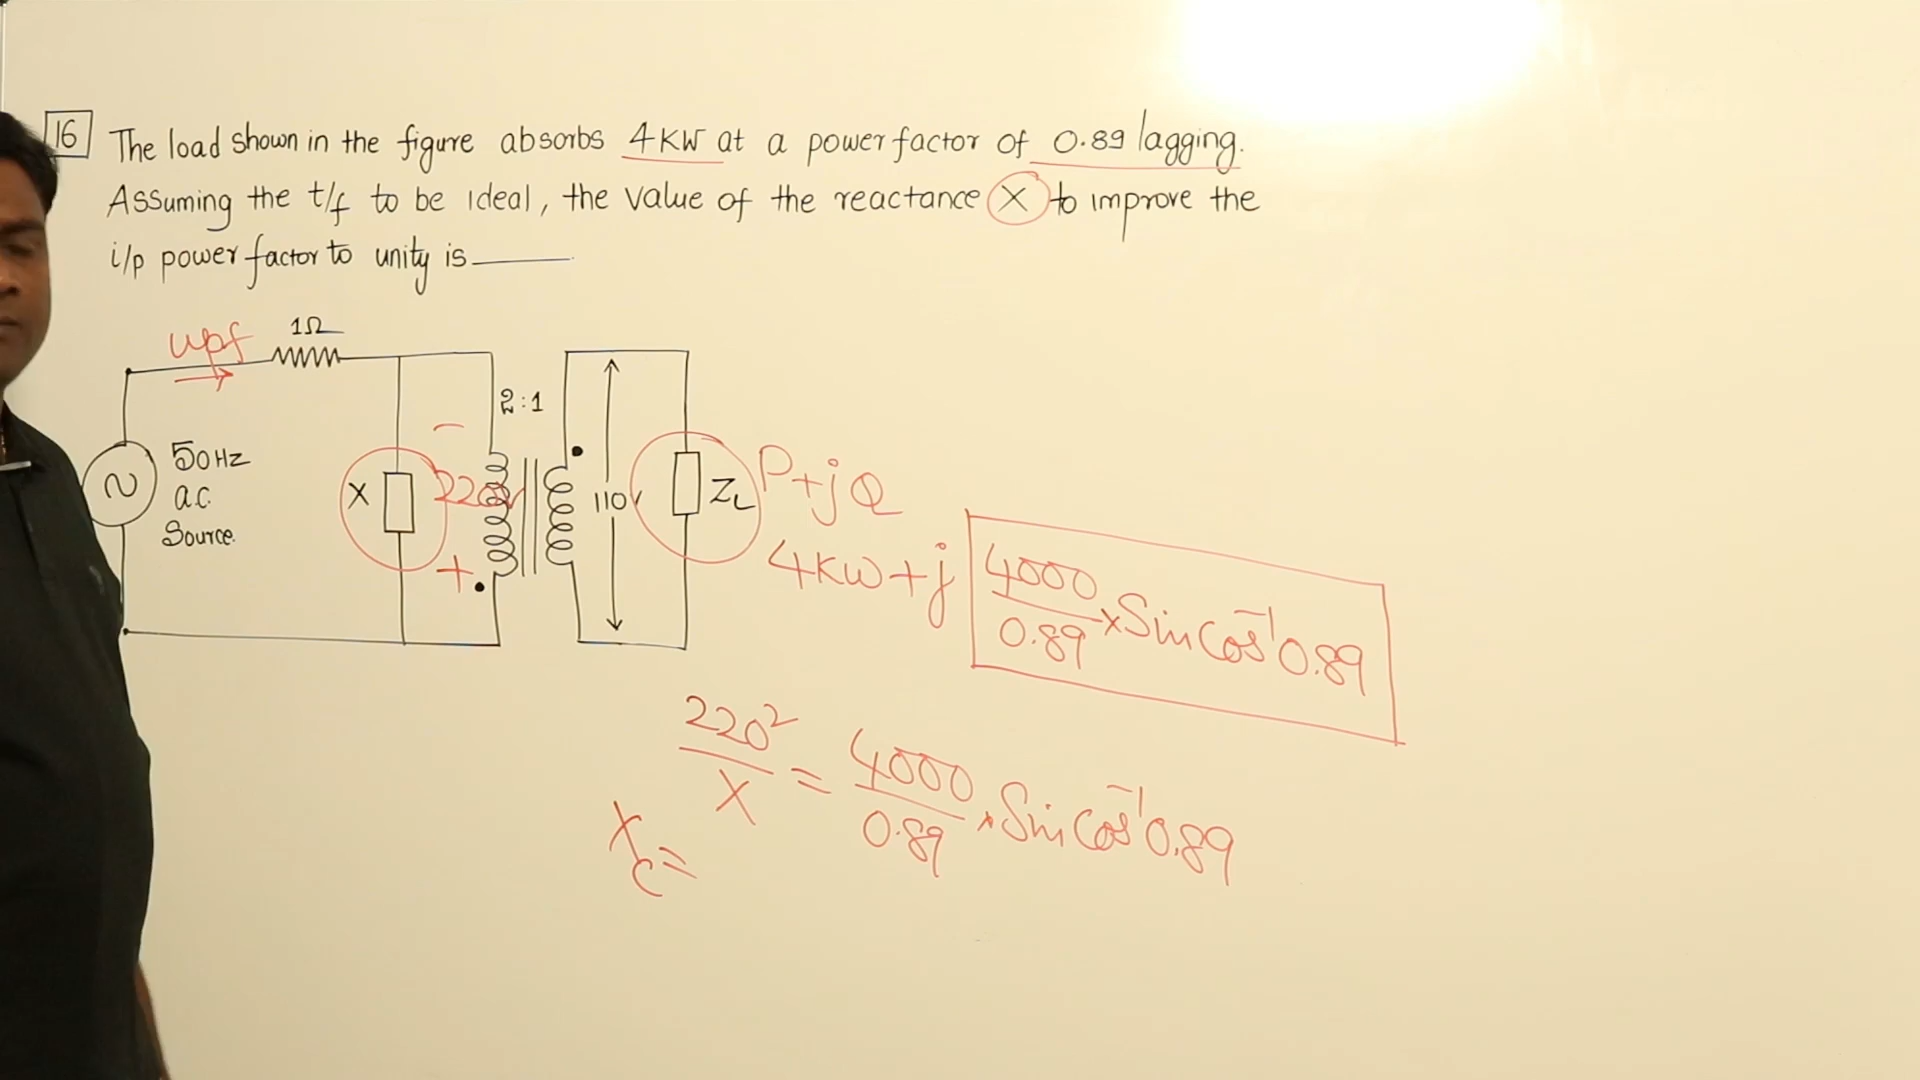 16 The load shown in the figure absorbs 4KW at a power factor of 0.89 lagging.
Assuming the t/f to be ideal, the value of the reactance X to improve the
i/p power factor to unity is
upf
1Ω
2:1
50Hz
a.c.
Source.
X
−
220V
+
110V
ZL
P+jQ
4KW+j 4000/0.89 × Sin Cos⁻¹ 0.89
220²/X = 4000/0.89 × Sin Cos⁻¹ 0.89
Xc =